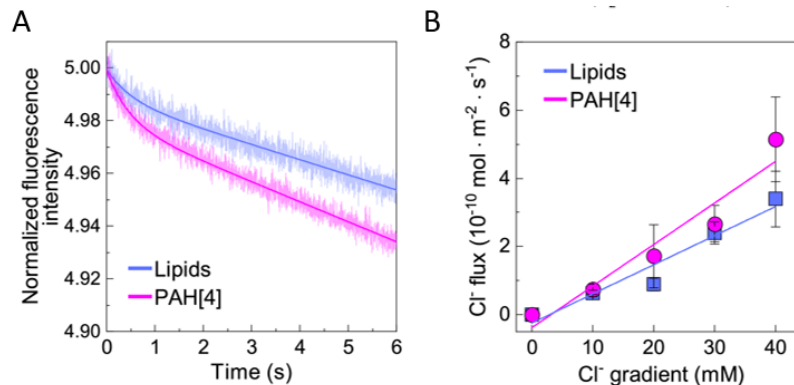 A
Normalized fluorescence
intensity
5.00
4.98
4.96
4.94
4.92
4.90
Lipids
PAH[4]
0 1 2 3 4 5 6
Time (s)
B
Cl⁻ flux (10⁻¹⁰ mol · m⁻² · s⁻¹)
8
6
4
2
0
Lipids
PAH[4]
0 10 20 30 40
Cl⁻ gradient (mM)